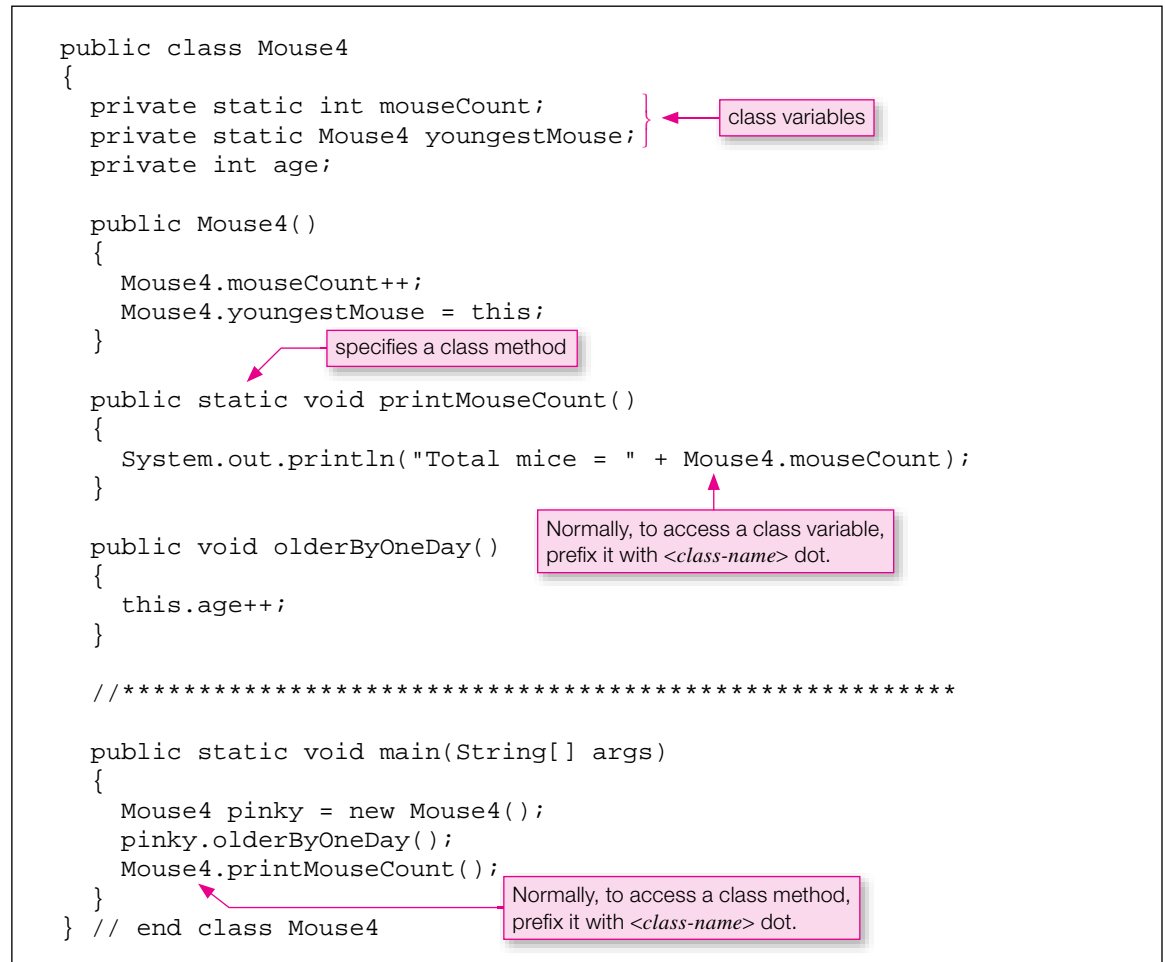 public class Mouse4
{
private static int mouseCount;
class variables
private static Mouse4 youngestMouse;
private int age;
public Mouse4()
{
Mouse4.mouseCount++;
Mouse4.youngestMouse = this;
}
specifies a class method
public static void printMouseCount()
{
System.out.println("Total mice = " + Mouse4.mouseCount);
}
Normally, to access a class variable,
prefix it with <class-name> dot.
public void olderByOneDay()
{
this.age++;
}
//*******************************************************
public static void main(String[] args)
{
Mouse4 pinky = new Mouse4();
pinky.olderByOneDay();
Mouse4.printMouseCount();
}
Normally, to access a class method,
prefix it with <class-name> dot.
} // end class Mouse4